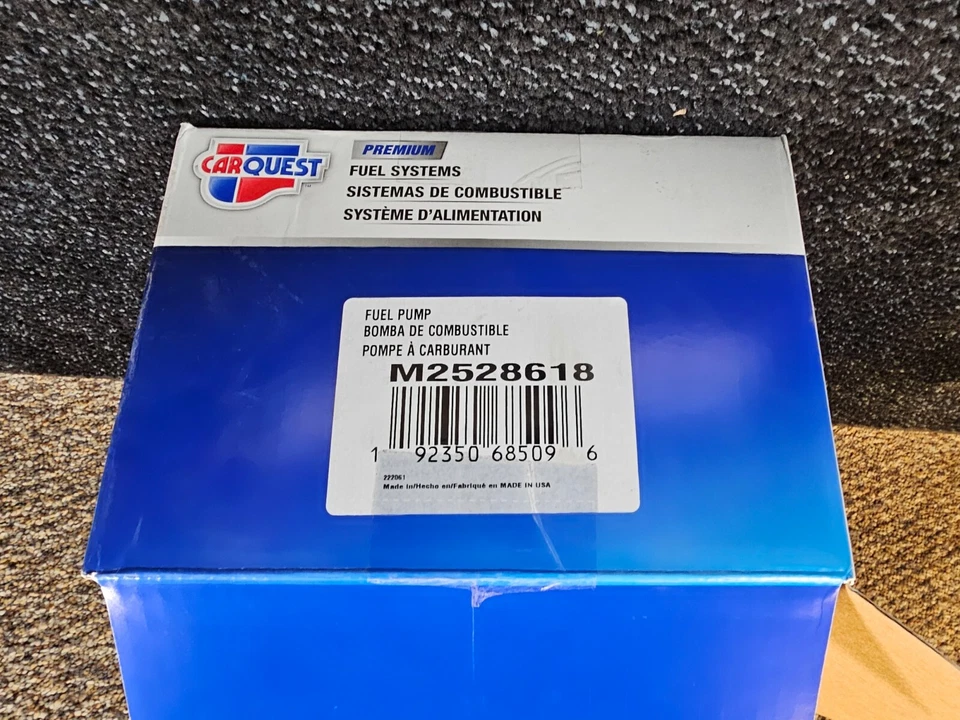 CARQUEST
PREMIUM
FUEL SYSTEMS
SISTEMAS DE COMBUSTIBLE
SYSTÈME D'ALIMENTATION
FUEL PUMP
BOMBA DE COMBUSTIBLE
POMPE À CARBURANT
M2528618
1 92350 68509 6
222061
Made in/Hecho en/Fabriqué en MADE IN USA